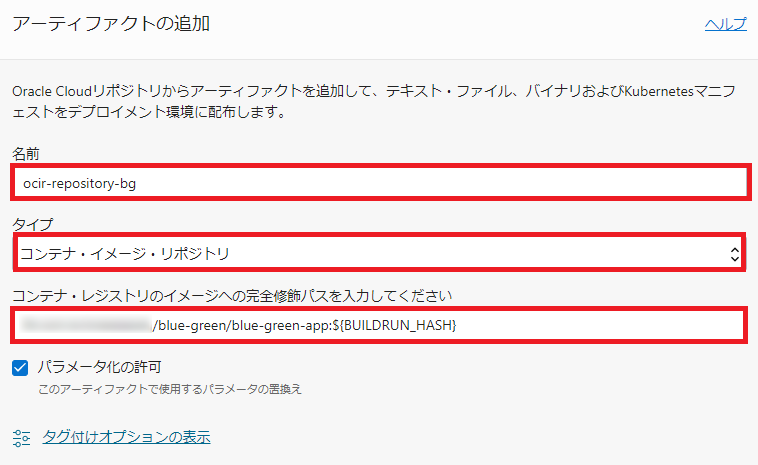 アーティファクトの追加
ヘルプ
Oracle Cloudリポジトリからアーティファクトを追加して、テキスト・ファイル、バイナリおよびKubernetesマニフ
ェストをデプロイメント環境に配布します。
名前
ocir-repository-bg
タイプ
コンテナ・イメージ・リポジトリ
コンテナ・レジストリのイメージへの完全修飾パスを入力してください
/blue-green/blue-green-app:${BUILDRUN_HASH}
パラメータ化の許可
このアーティファクトで使用するパラメータの置換え
タグ付けオプションの表示